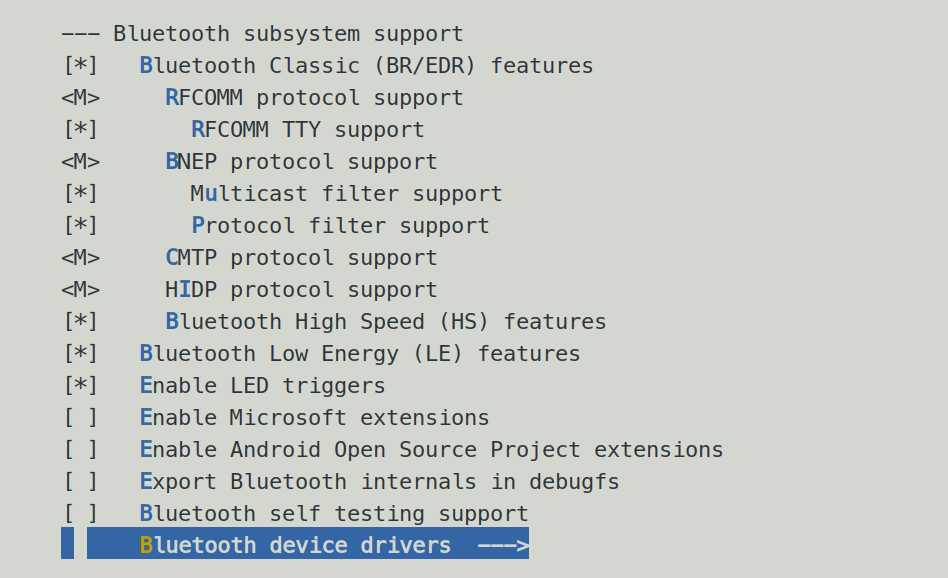 --- Bluetooth subsystem support
[*]   Bluetooth Classic (BR/EDR) features
<M>     RFCOMM protocol support
[*]       RFCOMM TTY support
<M>     BNEP protocol support
[*]       Multicast filter support
[*]       Protocol filter support
<M>     CMTP protocol support
<M>     HIDP protocol support
[*]     Bluetooth High Speed (HS) features
[*]   Bluetooth Low Energy (LE) features
[*]   Enable LED triggers
[ ]   Enable Microsoft extensions
[ ]   Enable Android Open Source Project extensions
[ ]   Export Bluetooth internals in debugfs
[ ]   Bluetooth self testing support
      Bluetooth device drivers  --->